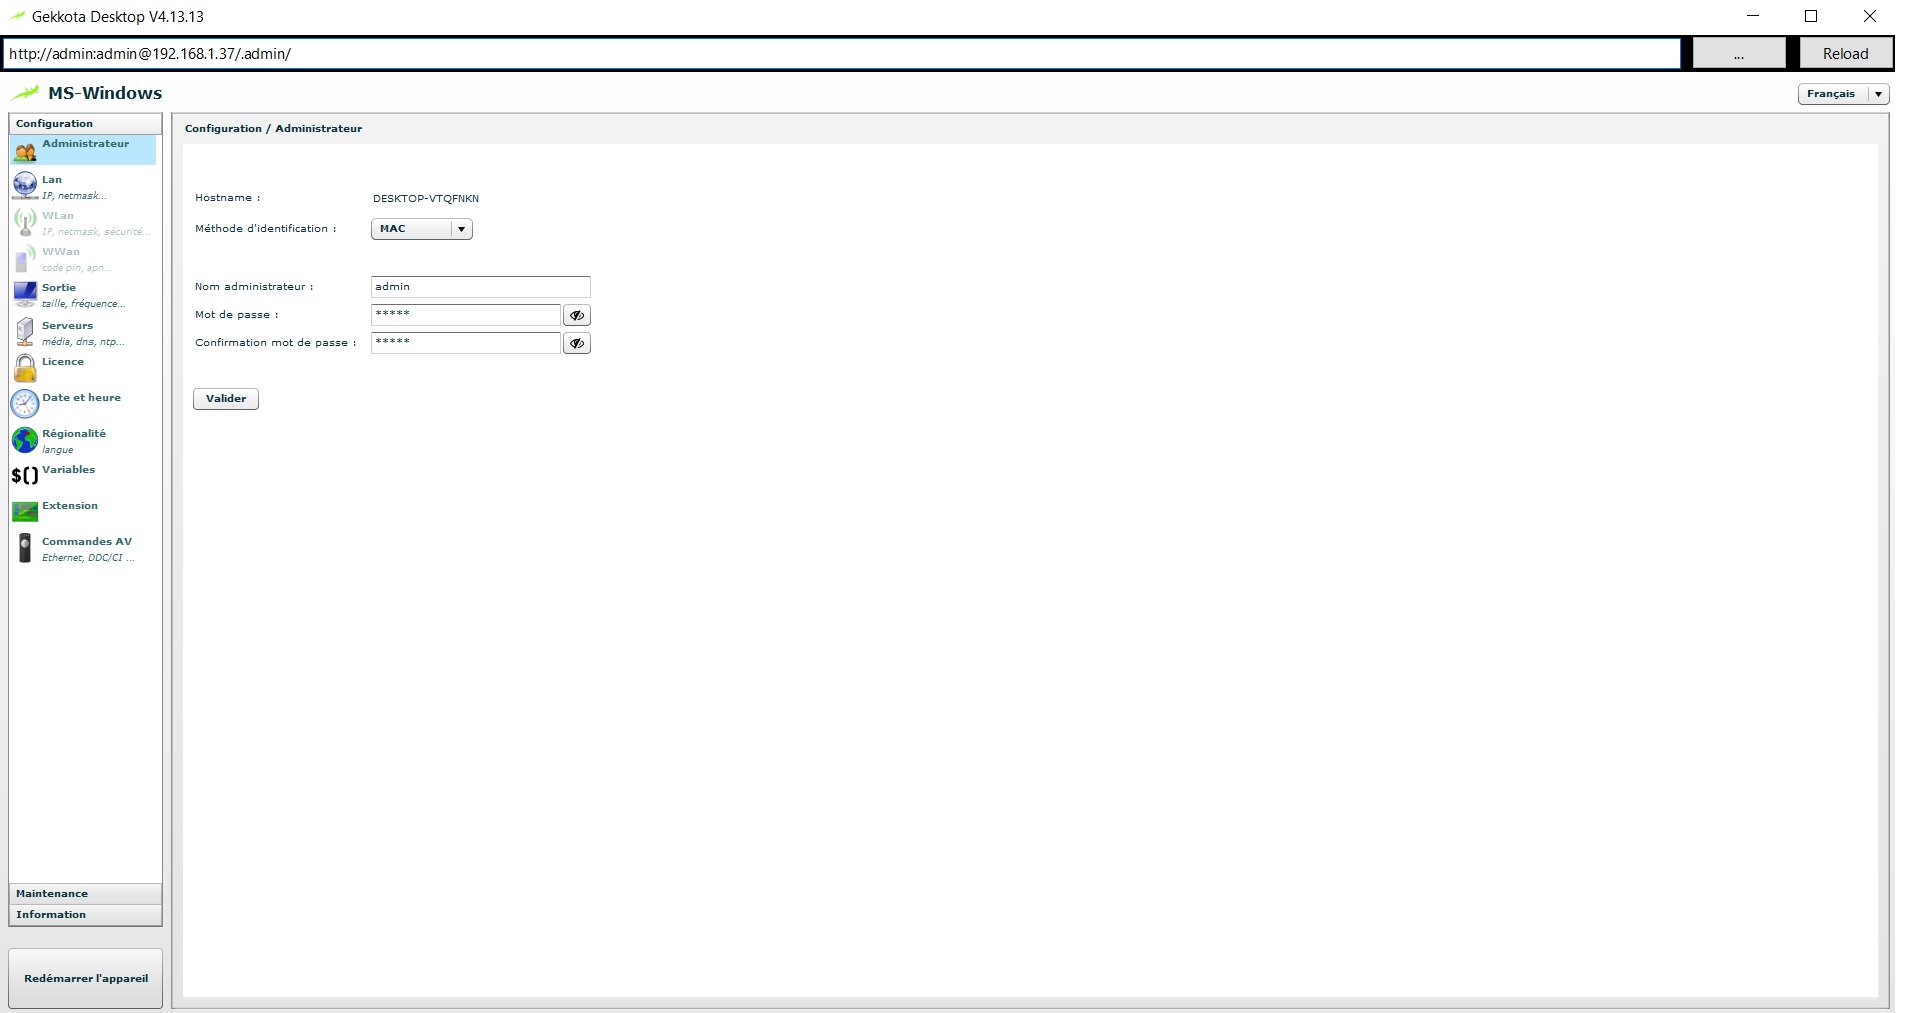 Gekkota Desktop V4.13.13
http://admin:admin@192.168.1.37/.admin/
...
Reload
MS-Windows
Français
Configuration
Administrateur
Lan
IP, netmask...
WLan
IP, netmask, sécurité...
WWan
code pin, apn...
Sortie
taille, fréquence...
Serveurs
média, dns, ntp...
Licence
Date et heure
Régionalité
langue
$()
Variables
Extension
Commandes AV
Ethernet, DDC/CI ...
Maintenance
Information
Redémarrer l'appareil
Configuration / Administrateur
Hostname :
DESKTOP-VTQFNKN
Méthode d'identification :
MAC
Nom administrateur :
admin
Mot de passe :
*****
Confirmation mot de passe :
*****
Valider